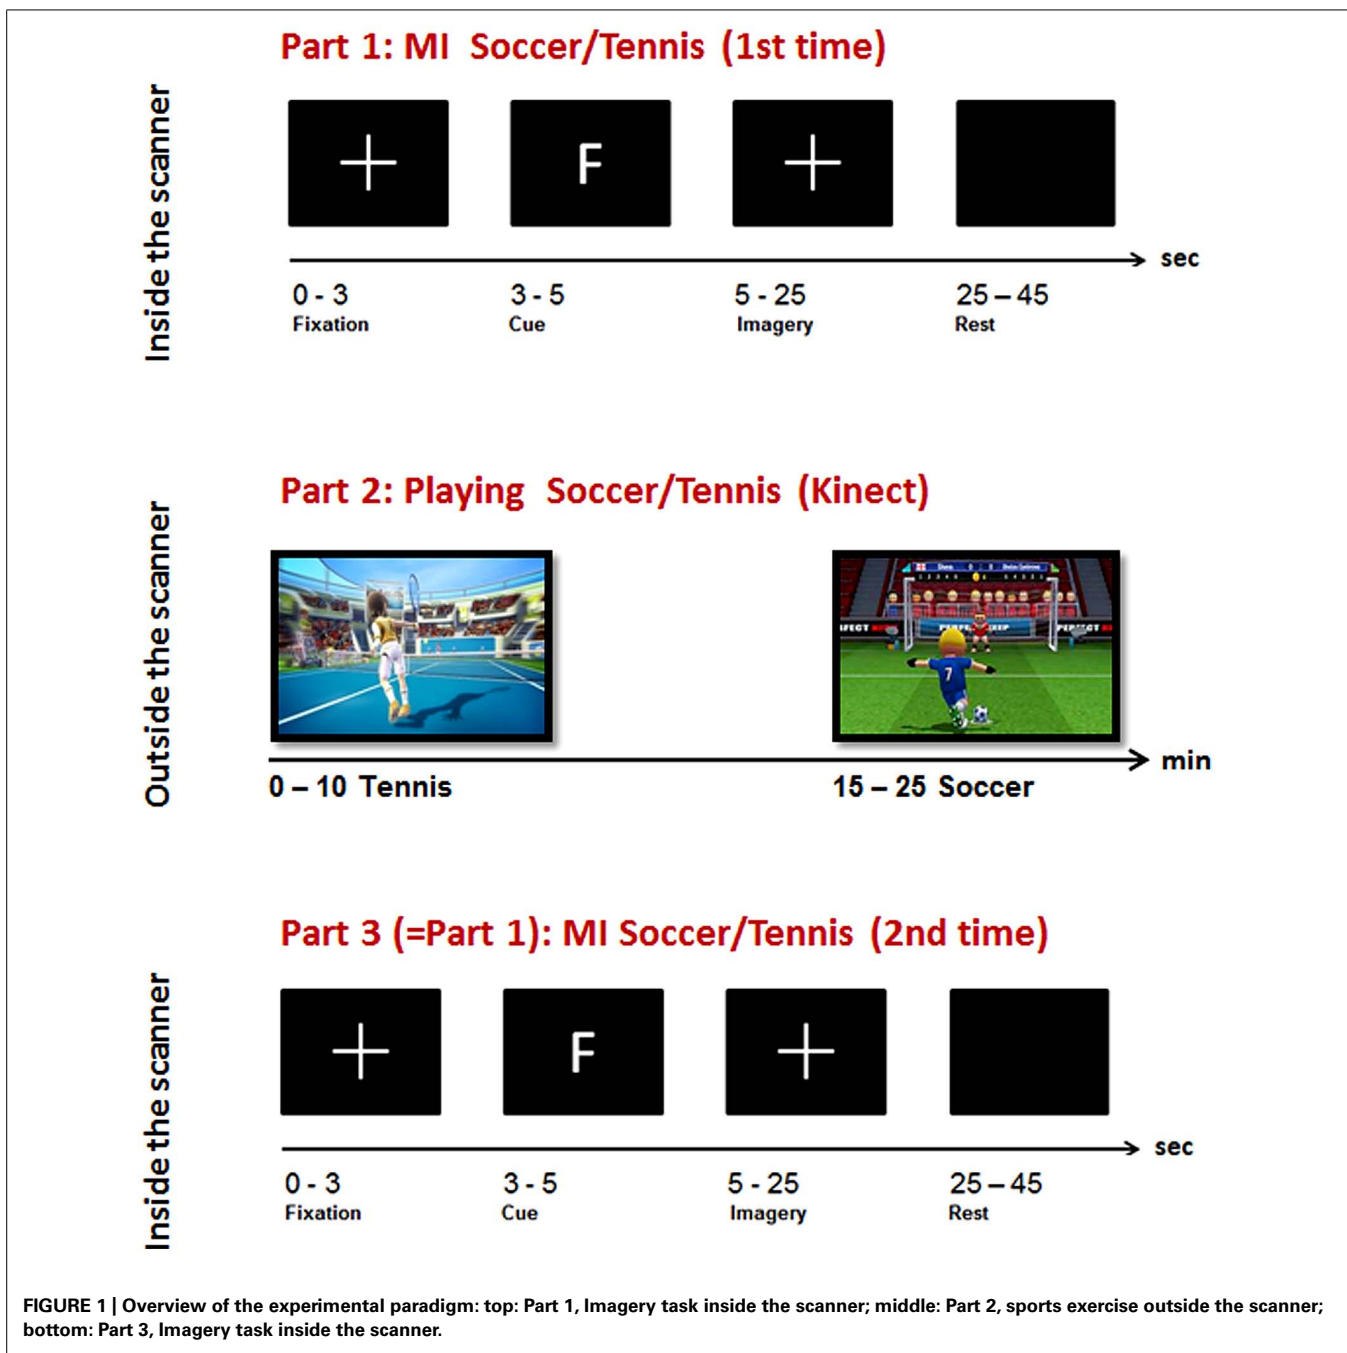 Part 1: MI Soccer/Tennis (1st time)
Inside the scanner
F
sec
0 - 3
3 - 5
5 - 25
25 – 45
Fixation
Cue
Imagery
Rest
Part 2: Playing Soccer/Tennis (Kinect)
Outside the scanner
7
min
0 – 10 Tennis
15 – 25 Soccer
Part 3 (=Part 1): MI Soccer/Tennis (2nd time)
Inside the scanner
F
sec
0 - 3
3 - 5
5 - 25
25 – 45
Fixation
Cue
Imagery
Rest
FIGURE 1 | Overview of the experimental paradigm: top: Part 1, Imagery task inside the scanner; middle: Part 2, sports exercise outside the scanner;
bottom: Part 3, Imagery task inside the scanner.